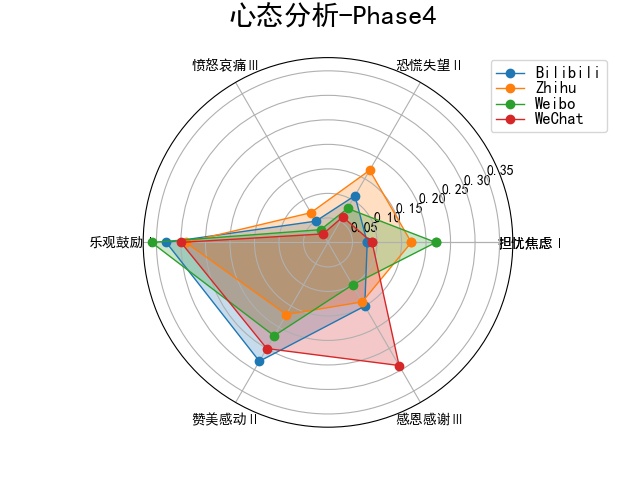 心态分析-Phase4
愤怒哀痛Ⅲ
恐慌失望Ⅱ
Bilibili
Zhihu
Weibo
WeChat
0.35
0.30
0.25
0.20
0.15
0.10
0.05
乐观鼓励
担忧焦虑Ⅰ
赞美感动Ⅱ
感恩感谢Ⅲ